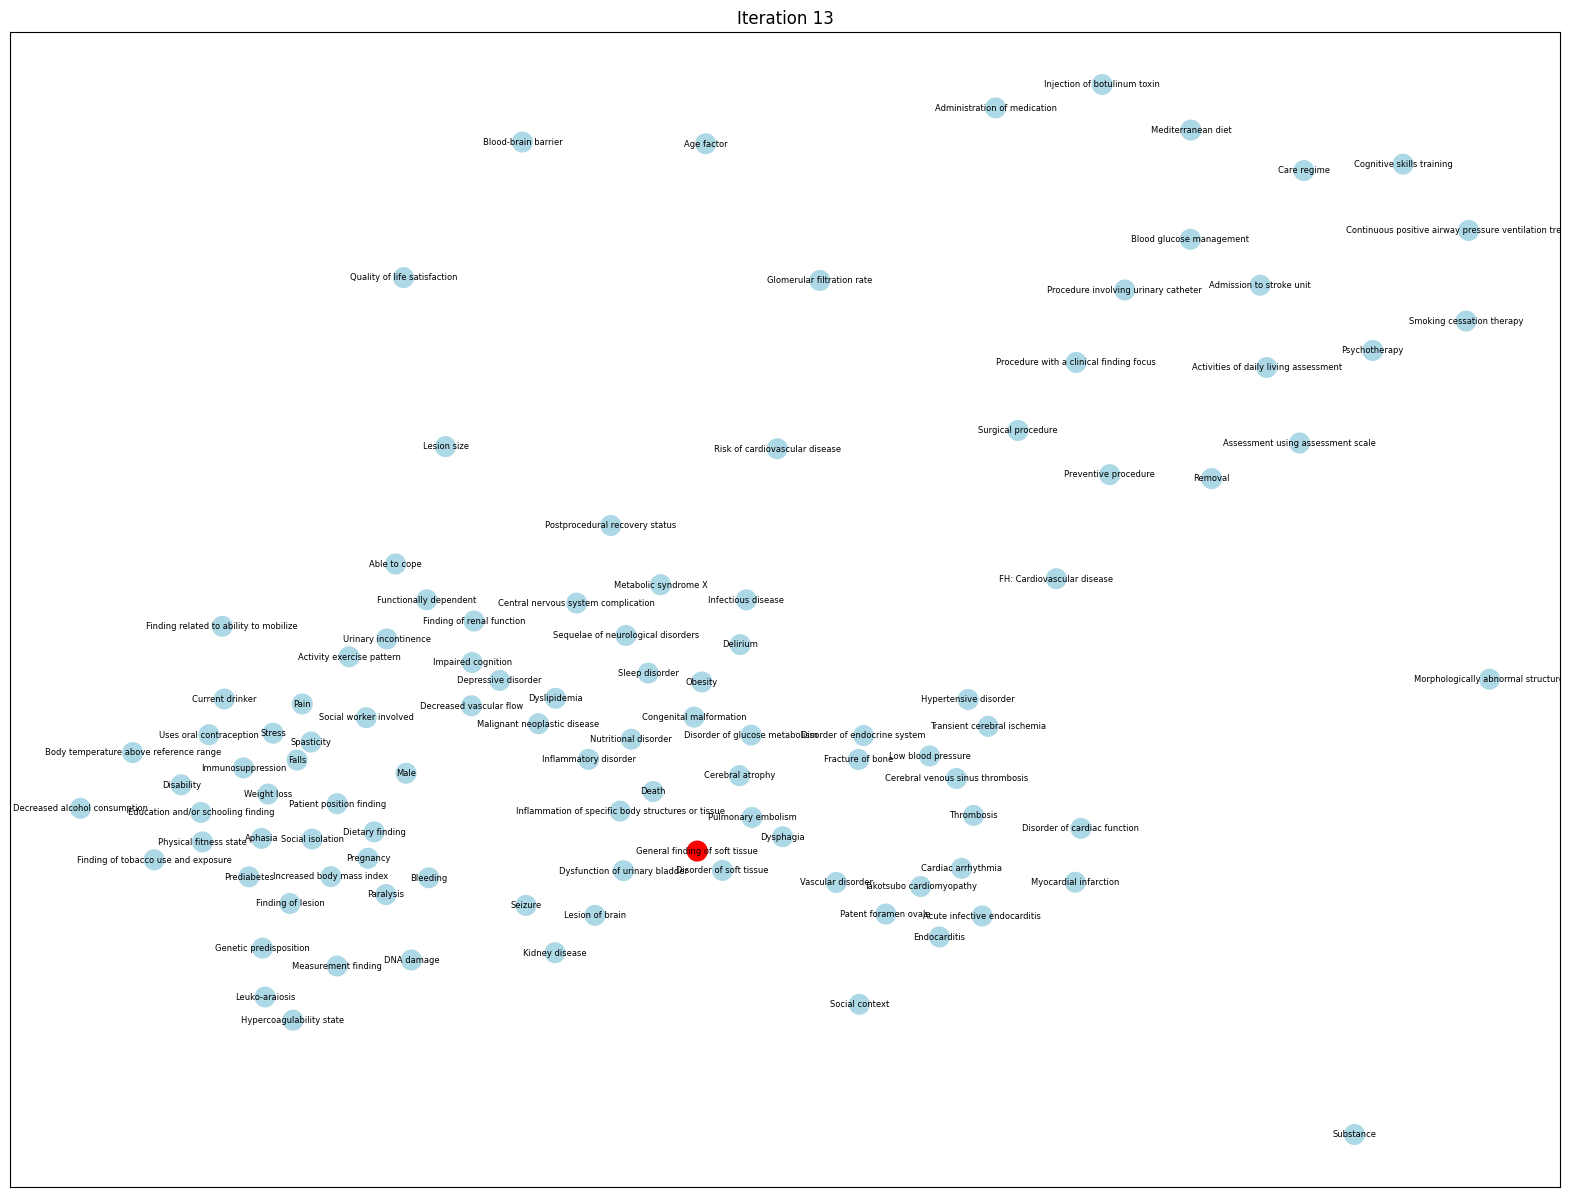 Iteration 13
Injection of botulinum toxin
Administration of medication
Mediterranean diet
Blood-brain barrier
Age factor
Cognitive skills training
Care regime
Continuous positive airway pressure ventilation tre
Blood glucose management
Quality of life satisfaction
Glomerular filtration rate
Admission to stroke unit
Procedure involving urinary catheter
Smoking cessation therapy
Psychotherapy
Procedure with a clinical finding focus
Activities of daily living assessment
Surgical procedure
Assessment using assessment scale
Lesion size
Risk of cardiovascular disease
Preventive procedure
Removal
Postprocedural recovery status
Able to cope
FH: Cardiovascular disease
Metabolic syndrome X
Functionally dependent
Central nervous system complication
Infectious disease
Finding of renal function
Finding related to ability to mobilize
Sequelae of neurological disorders
Urinary incontinence
Delirium
Activity exercise pattern
Impaired cognition
Sleep disorder
Depressive disorder
Obesity
Morphologically abnormal structure
Current drinker
Dyslipidemia
Hypertensive disorder
Pain
Decreased vascular flow
Social worker involved
Congenital malformation
Malignant neoplastic disease
Transient cerebral ischemia
Stress
Uses oral contraception
Disorder of glucose metabolism
Disorder of endocrine system
Nutritional disorder
Spasticity
Body temperature above reference range
Low blood pressure
Falls
Inflammatory disorder
Fracture of bone
Immunosuppression
Male
Cerebral atrophy
Cerebral venous sinus thrombosis
Disability
Death
Weight loss
Patient position finding
Decreased alcohol consumption
Education and/or schooling finding
Inflammation of specific body structures or tissue
Thrombosis
Pulmonary embolism
Disorder of cardiac function
Dietary finding
Dysphagia
Aphasia
Social isolation
Physical fitness state
General finding of soft tissue
Pregnancy
Finding of tobacco use and exposure
Cardiac arrhythmia
Dysfunction of urinary bladder
Disorder of soft tissue
Prediabetes
Increased body mass index
Bleeding
Vascular disorder
Myocardial infarction
Takotsubo cardiomyopathy
Paralysis
Finding of lesion
Seizure
Patent foramen ovale
Lesion of brain
Acute infective endocarditis
Endocarditis
Genetic predisposition
Kidney disease
DNA damage
Measurement finding
Leuko-araiosis
Social context
Hypercoagulability state
Substance